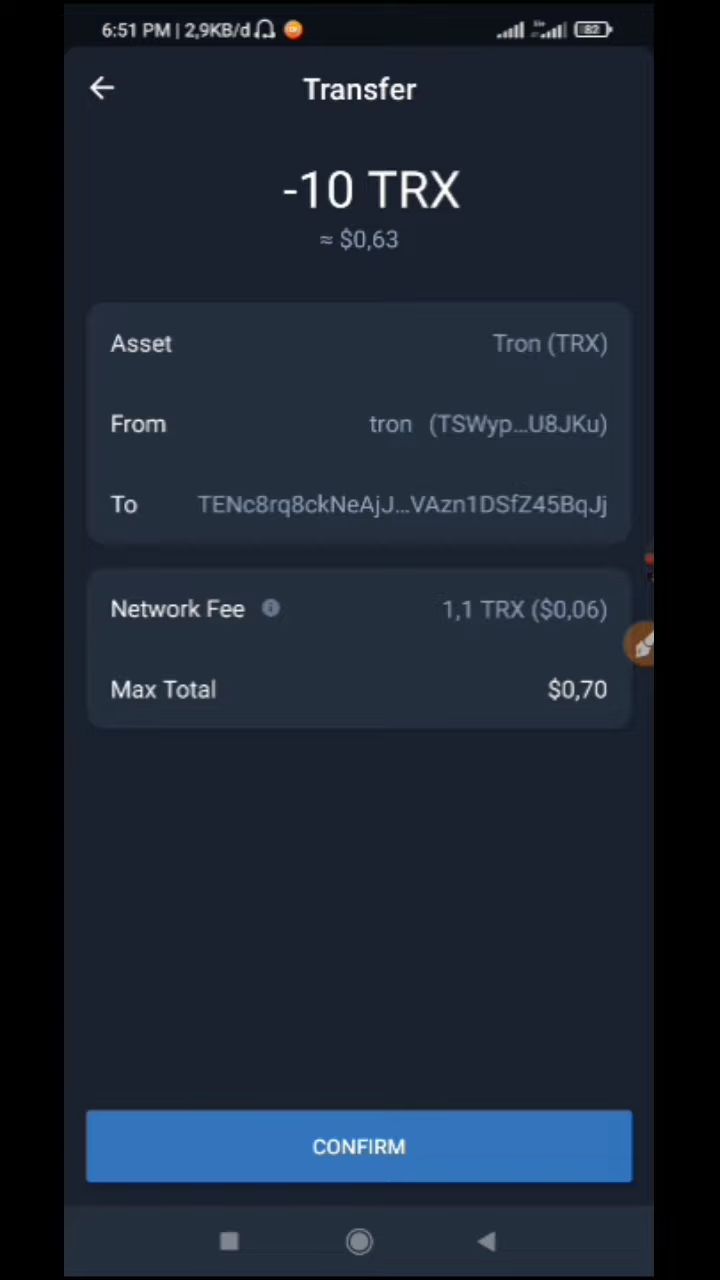 6:51 PM | 2,9KB/d
82
Transfer
-10 TRX
≈ $0,63
Asset Tron (TRX)
From tron (TSWyp...U8JKu)
To TENc8rq8ckNeAjJ...VAzn1DSfZ45BqJj
Network Fee 1,1 TRX ($0,06)
Max Total $0,70
CONFIRM